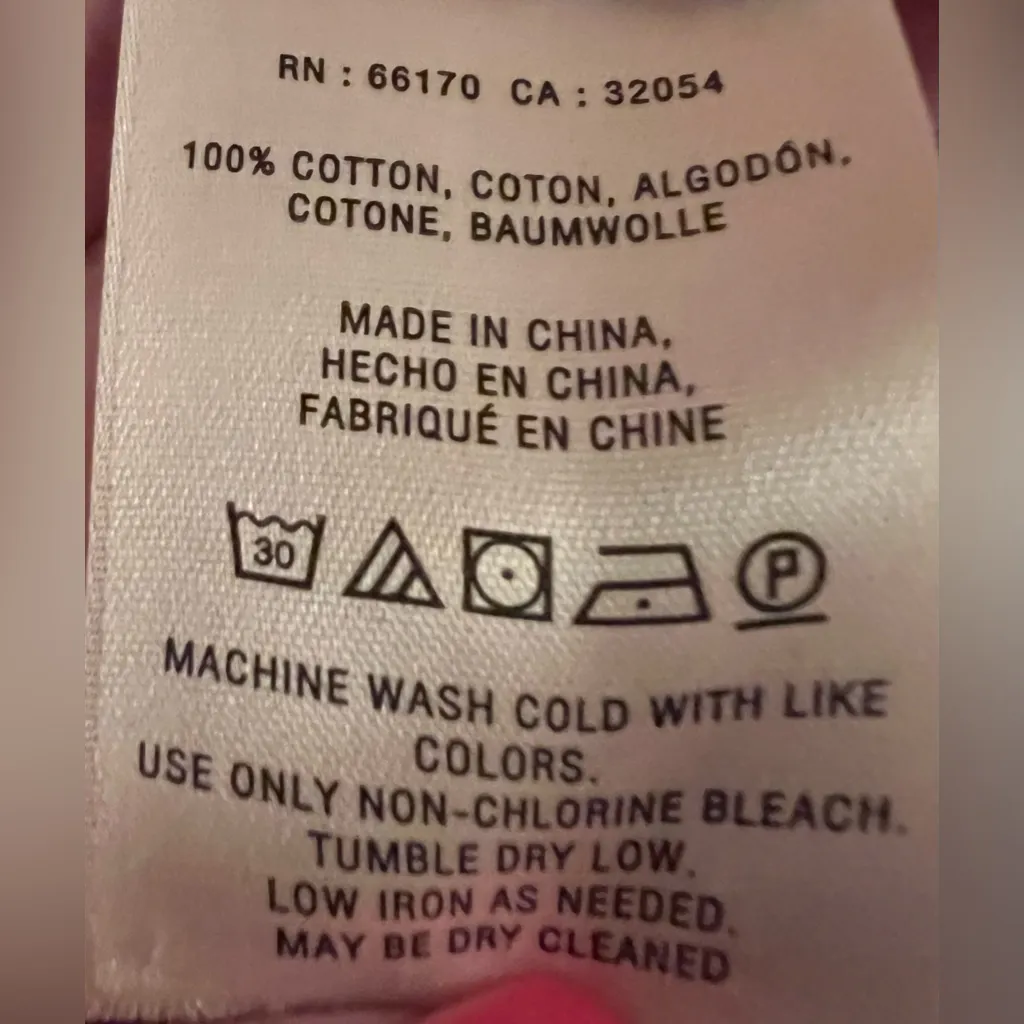 RN : 66170 CA : 32054
100% COTTON, COTON, ALGODÓN,
COTONE, BAUMWOLLE
MADE IN CHINA,
HECHO EN CHINA,
FABRIQUÉ EN CHINE
30 P
MACHINE WASH COLD WITH LIKE
COLORS.
USE ONLY NON-CHLORINE BLEACH.
TUMBLE DRY LOW.
LOW IRON AS NEEDED.
MAY BE DRY CLEANED